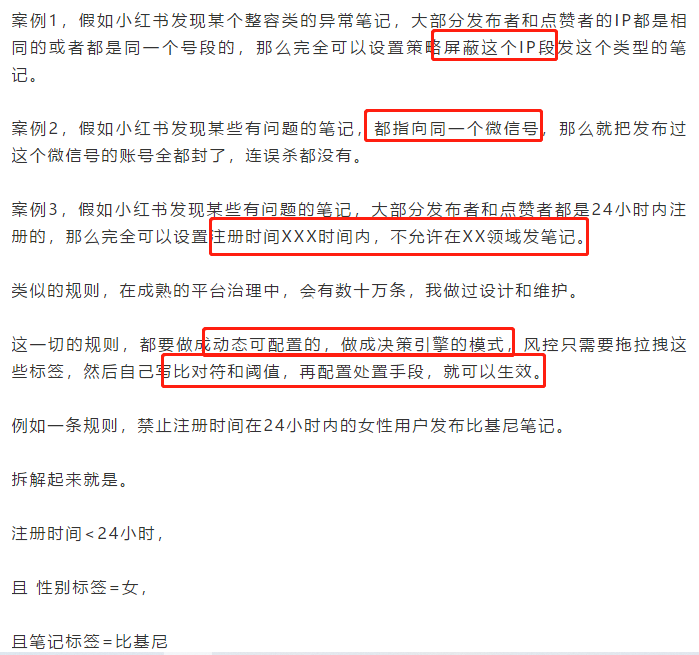 案例1，假如小红书发现某个整容类的异常笔记，大部分发布者和点赞者的IP都是相
同的或者都是同一个号段的，那么完全可以设置策略屏蔽这个IP段发这个类型的笔
记。
案例2，假如小红书发现某些有问题的笔记，都指向同一个微信号，那么就把发布过
这个微信号的账号全都封了，连误杀都没有。
案例3，假如小红书发现某些有问题的笔记，大部分发布者和点赞者都是24小时内注
册的，那么完全可以设置注册时间XXX时间内，不允许在XX领域发笔记。
类似的规则，在成熟的平台治理中，会有数十万条，我做过设计和维护。
这一切的规则，都要做成动态可配置的，做成决策引擎的模式，风控只需要拖拉拽这
些标签，然后自己写比对符和阈值，再配置处置手段，就可以生效。
例如一条规则，禁止注册时间在24小时内的女性用户发布比基尼笔记。
拆解起来就是。
注册时间<24小时，
且 性别标签=女，
且笔记标签=比基尼